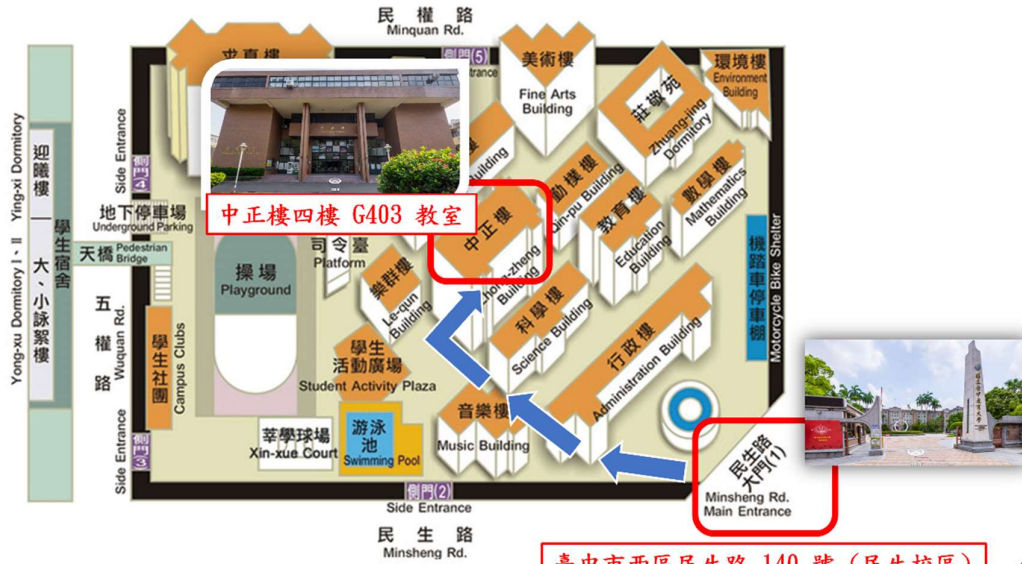 民 權 路
Minquan Rd.
側門(5)
求真樓
美術樓
Fine Arts
Building
環境樓
Environment
Building
莊敬苑
Zhuang-jing
Dormitory
數學樓
Mathematics
Building
Side Entrance
側門4
迎曦樓
大、小詠絮樓
Yong-xu Dormitory I、II Ying-xi Dormitory
學生宿舍
地下停車場
Underground Parking
天橋
Pedestrian
Bridge
五權路
Wuquan Rd.
學生社團
Campus Clubs
Side Entrance
側門3
中正樓四樓 G403 教室
操場
Playground
司令臺
Platform
樂群樓
Le-qun
Building
中正樓
Building
教育樓
Education
Building
科學樓
Science Building
行政樓
Administration Building
機踏車停車棚
Motorcycle Bike Shelter
學生
活動廣場
Student Activity Plaza
音樂樓
Music Building
莘學球場
Xin-xue Court
游泳
池
Swimming Pool
民生路
大門(1)
Minsheng Rd.
Main Entrance
側門(2)
Side Entrance
民 生 路
Minsheng Rd.